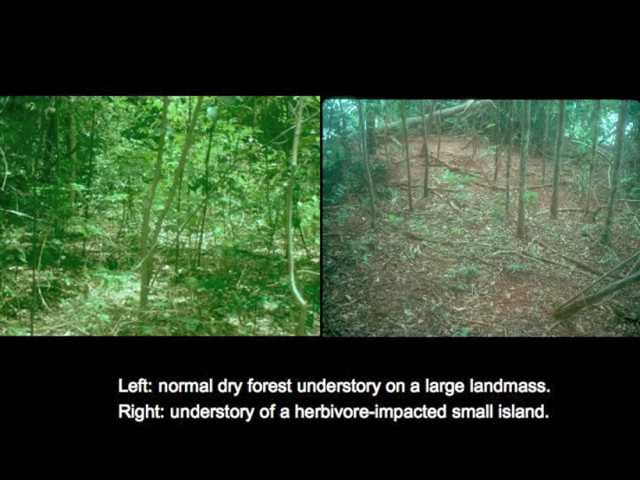 Left: normal dry forest understory on a large landmass.
Right: understory of a herbivore-impacted small island.